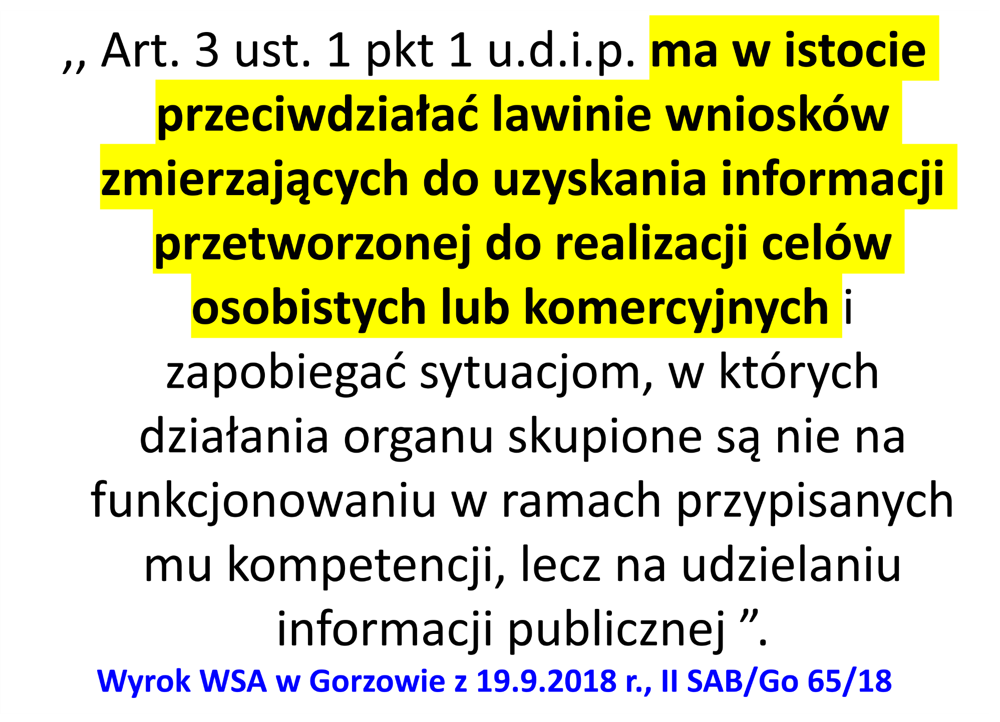 ,, Art. 3 ust. 1 pkt 1 u.d.i.p. ma w istocie
przeciwdziałać lawinie wniosków
zmierzających do uzyskania informacji
przetworzonej do realizacji celów
osobistych lub komercyjnych i
zapobiegać sytuacjom, w których
działania organu skupione są nie na
funkcjonowaniu w ramach przypisanych
mu kompetencji, lecz na udzielaniu
informacji publicznej ”.
Wyrok WSA w Gorzowie z 19.9.2018 r., II SAB/Go 65/18